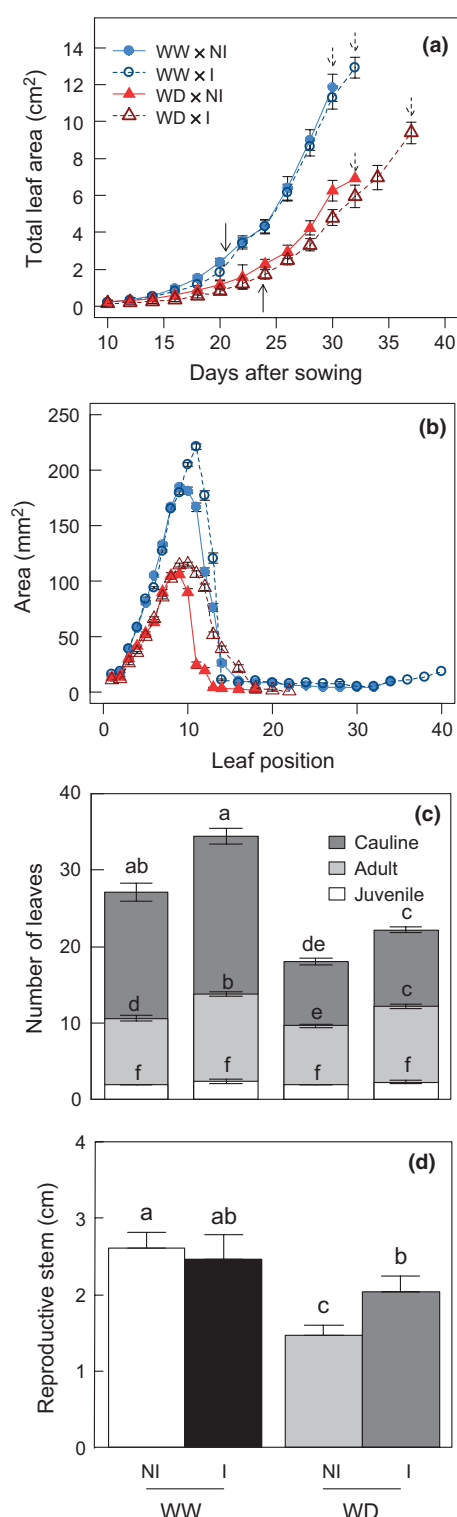 (a)
14
12
10
8
6
4
2
0
Total leaf area (cm²)
WW × NI
WW × I
WD × NI
WD × I
10 15 20 25 30 35 40
Days after sowing
(b)
250
200
150
100
50
0
Area (mm²)
0 10 20 30 40
Leaf position
(c)
40
30
20
10
0
Number of leaves
Cauline
Adult
Juvenile
ab a de c
d b e c
f f f f
(d)
4
3
2
1
0
Reproductive stem (cm)
a ab c b
NI I NI I
WW WD